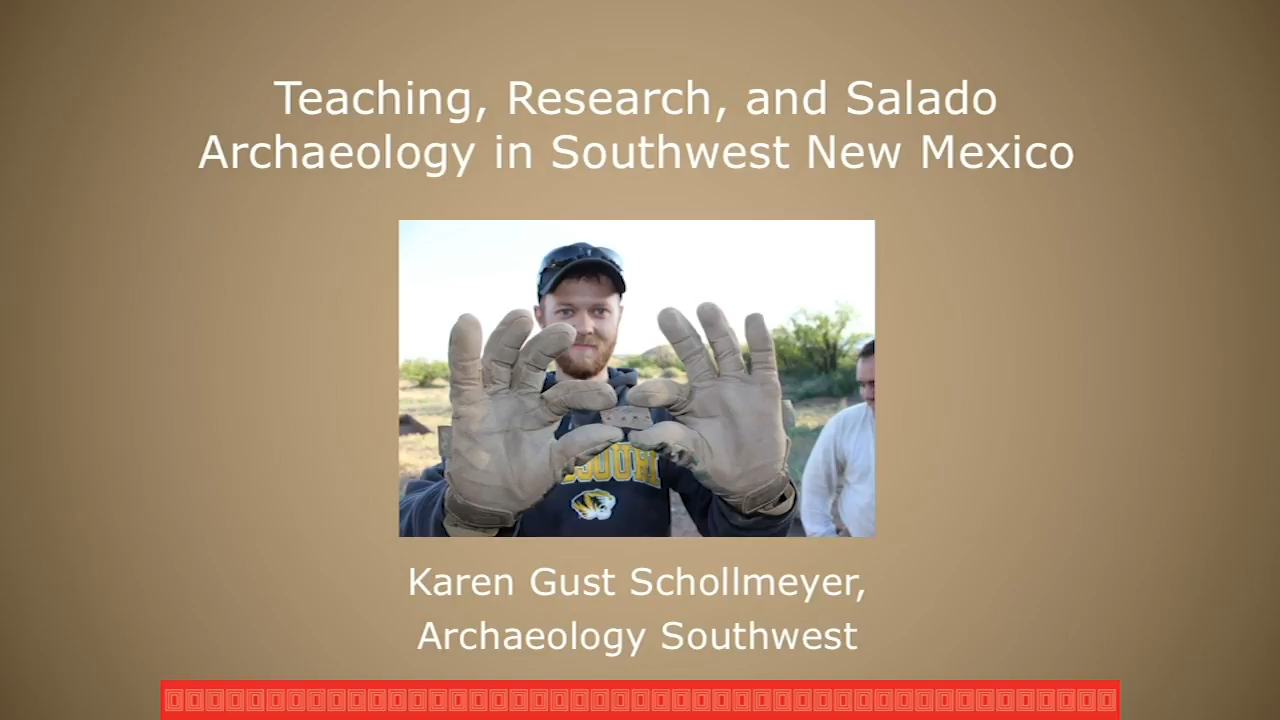 Teaching, Research, and Salado
Archaeology in Southwest New Mexico
Karen Gust Schollmeyer,
Archaeology Southwest